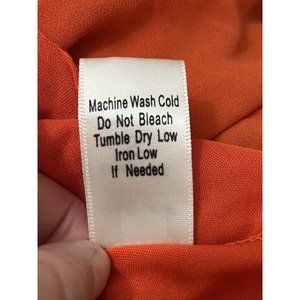 Machine Wash Cold
Do Not Bleach
Tumble Dry Low
Iron Low
If Needed